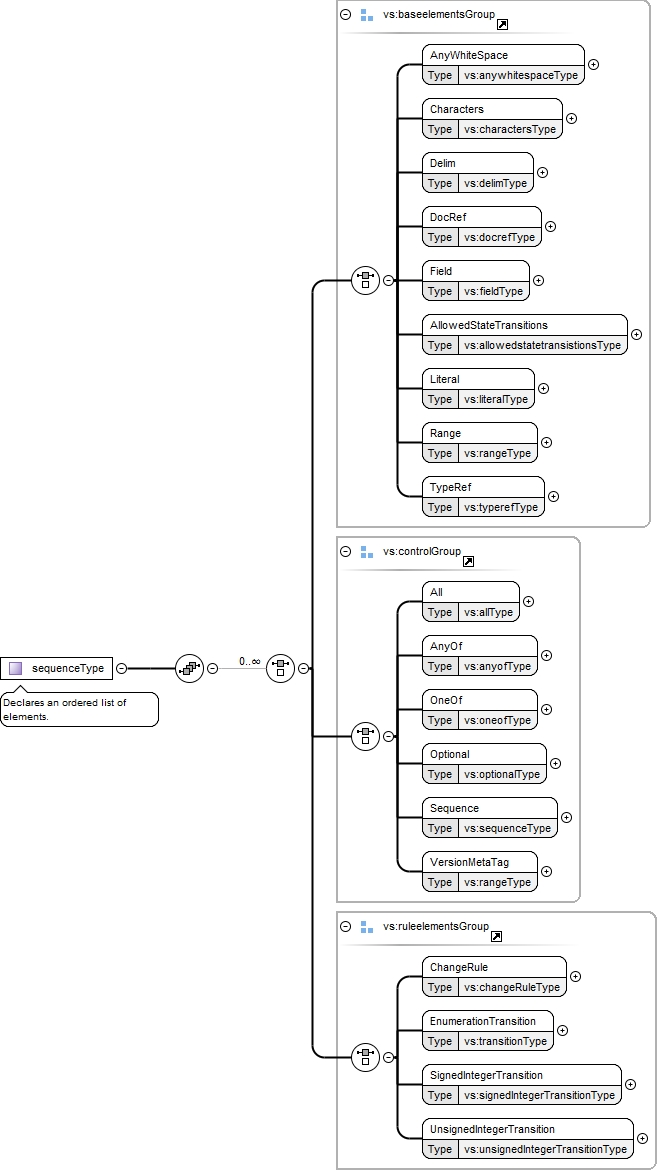 vs:baseelementsGroup
AnyWhiteSpace
Type vs:anywhitespaceType
Characters
Type vs:charactersType
Delim
Type vs:delimType
DocRef
Type vs:docrefType
Field
Type vs:fieldType
AllowedStateTransitions
Type vs:allowedstatetransistionsType
Literal
Type vs:literalType
Range
Type vs:rangeType
TypeRef
Type vs:typerefType
vs:controlGroup
All
Type vs:allType
AnyOf
Type vs:anyofType
OneOf
Type vs:oneofType
Optional
Type vs:optionalType
Sequence
Type vs:sequenceType
VersionMetaTag
Type vs:rangeType
sequenceType
0..∞
Declares an ordered list of
elements.
vs:ruleelementsGroup
ChangeRule
Type vs:changeRuleType
EnumerationTransition
Type vs:transitionType
SignedIntegerTransition
Type vs:signedIntegerTransitionType
UnsignedIntegerTransition
Type vs:unsignedIntegerTransitionType